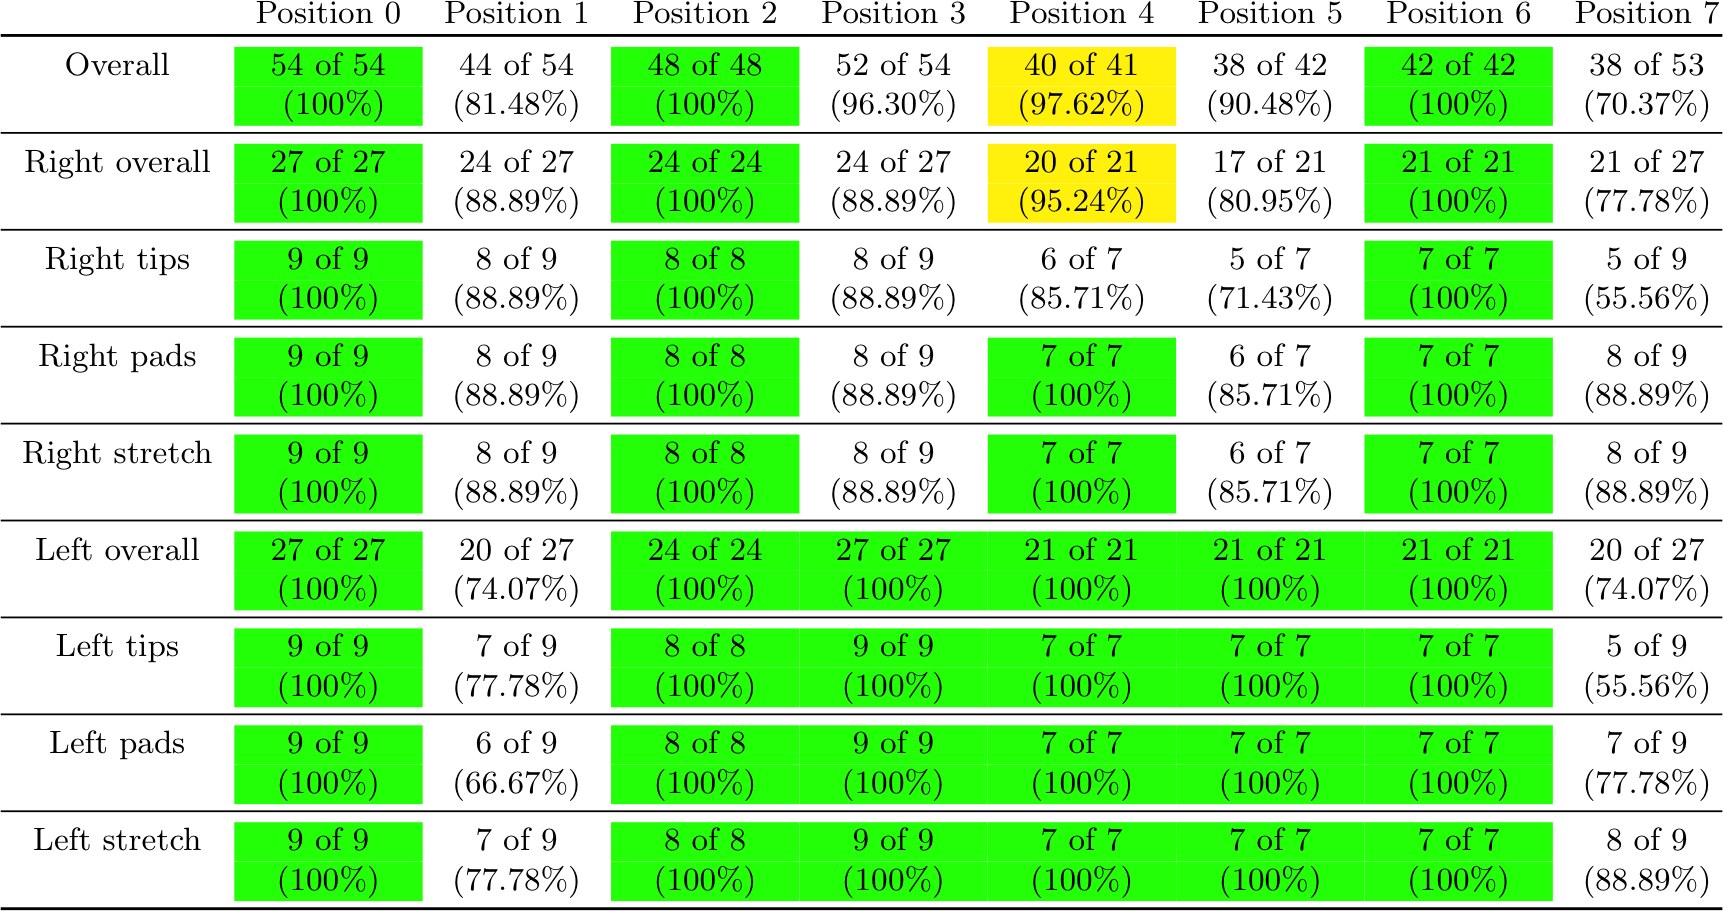 Position 0 Position 1 Position 2 Position 3 Position 4 Position 5 Position 6 Position 7
Overall 54 of 54 44 of 54 48 of 48 52 of 54 40 of 41 38 of 42 42 of 42 38 of 53
(100%) (81.48%) (100%) (96.30%) (97.62%) (90.48%) (100%) (70.37%)
Right overall 27 of 27 24 of 27 24 of 24 24 of 27 20 of 21 17 of 21 21 of 21 21 of 27
(100%) (88.89%) (100%) (88.89%) (95.24%) (80.95%) (100%) (77.78%)
Right tips 9 of 9 8 of 9 8 of 8 8 of 9 6 of 7 5 of 7 7 of 7 5 of 9
(100%) (88.89%) (100%) (88.89%) (85.71%) (71.43%) (100%) (55.56%)
Right pads 9 of 9 8 of 9 8 of 8 8 of 9 7 of 7 6 of 7 7 of 7 8 of 9
(100%) (88.89%) (100%) (88.89%) (100%) (85.71%) (100%) (88.89%)
Right stretch 9 of 9 8 of 9 8 of 8 8 of 9 7 of 7 6 of 7 7 of 7 8 of 9
(100%) (88.89%) (100%) (88.89%) (100%) (85.71%) (100%) (88.89%)
Left overall 27 of 27 20 of 27 24 of 24 27 of 27 21 of 21 21 of 21 21 of 21 20 of 27
(100%) (74.07%) (100%) (100%) (100%) (100%) (100%) (74.07%)
Left tips 9 of 9 7 of 9 8 of 8 9 of 9 7 of 7 7 of 7 7 of 7 5 of 9
(100%) (77.78%) (100%) (100%) (100%) (100%) (100%) (55.56%)
Left pads 9 of 9 6 of 9 8 of 8 9 of 9 7 of 7 7 of 7 7 of 7 7 of 9
(100%) (66.67%) (100%) (100%) (100%) (100%) (100%) (77.78%)
Left stretch 9 of 9 7 of 9 8 of 8 9 of 9 7 of 7 7 of 7 7 of 7 8 of 9
(100%) (77.78%) (100%) (100%) (100%) (100%) (100%) (88.89%)